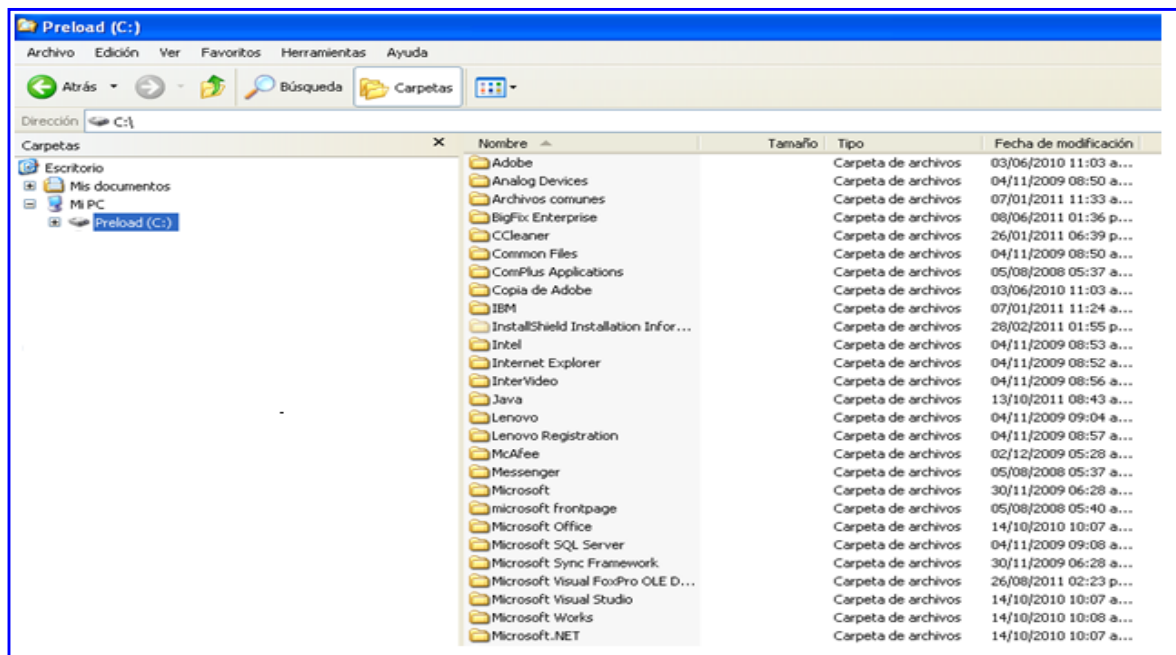 Preload (C:)
Archivo Edición Ver Favoritos Herramientas Ayuda
Atrás Búsqueda Carpetas
Dirección C:\
Carpetas
Escritorio
Mis documentos
Mi PC
Preload (C:)
Nombre Tamaño Tipo Fecha de modificación
Adobe Carpeta de archivos 03/06/2010 11:03 a...
Analog Devices Carpeta de archivos 04/11/2009 08:50 a...
Archivos comunes Carpeta de archivos 07/01/2011 11:33 a...
BigFix Enterprise Carpeta de archivos 08/06/2011 01:36 p...
CCleaner Carpeta de archivos 26/01/2011 06:39 p...
Common Files Carpeta de archivos 04/11/2009 08:50 a...
ComPlus Applications Carpeta de archivos 05/08/2008 05:37 a...
Copia de Adobe Carpeta de archivos 03/06/2010 11:03 a...
IBM Carpeta de archivos 07/01/2011 11:24 a...
InstallShield Installation Infor... Carpeta de archivos 28/02/2011 01:55 p...
Intel Carpeta de archivos 04/11/2009 08:53 a...
Internet Explorer Carpeta de archivos 04/11/2009 08:52 a...
InterVideo Carpeta de archivos 04/11/2009 08:56 a...
Java Carpeta de archivos 13/10/2011 08:43 a...
Lenovo Carpeta de archivos 04/11/2009 09:04 a...
Lenovo Registration Carpeta de archivos 04/11/2009 08:57 a...
McAfee Carpeta de archivos 02/12/2009 05:28 a...
Messenger Carpeta de archivos 05/08/2008 05:37 a...
Microsoft Carpeta de archivos 30/11/2009 06:28 a...
microsoft frontpage Carpeta de archivos 05/08/2008 05:40 a...
Microsoft Office Carpeta de archivos 14/10/2010 10:07 a...
Microsoft SQL Server Carpeta de archivos 04/11/2009 09:08 a...
Microsoft Sync Framework Carpeta de archivos 30/11/2009 06:28 a...
Microsoft Visual FoxPro OLE D... Carpeta de archivos 26/08/2011 02:23 p...
Microsoft Visual Studio Carpeta de archivos 14/10/2010 10:07 a...
Microsoft Works Carpeta de archivos 14/10/2010 10:08 a...
Microsoft.NET Carpeta de archivos 14/10/2010 10:07 a...